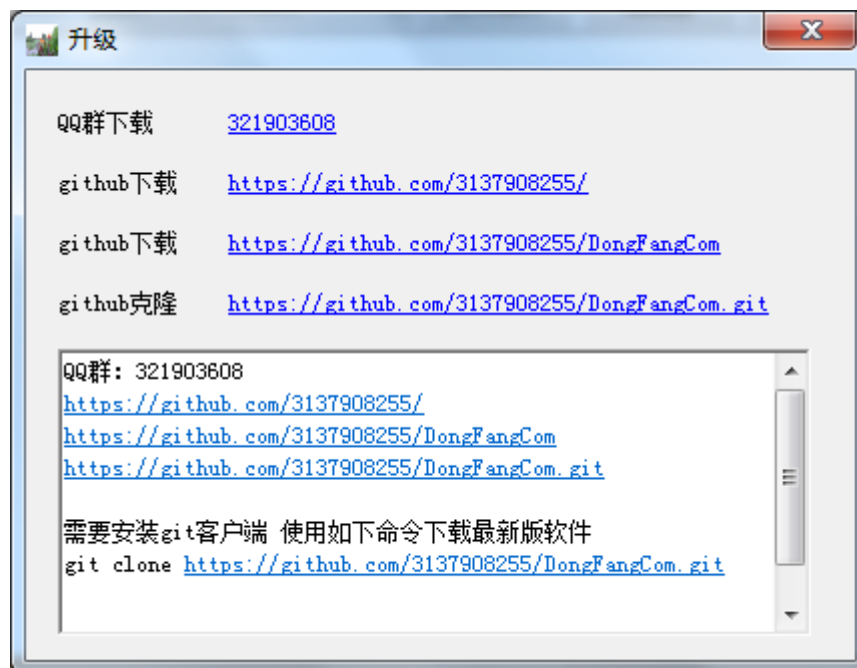 升级
QQ群下载 321903608
github下载 https://github.com/3137908255/
github下载 https://github.com/3137908255/DongFangCom
github克隆 https://github.com/3137908255/DongFangCom.git
QQ群: 321903608
https://github.com/3137908255/
https://github.com/3137908255/DongFangCom
https://github.com/3137908255/DongFangCom.git
需要安装git客户端 使用如下命令下载最新版软件
git clone https://github.com/3137908255/DongFangCom.git